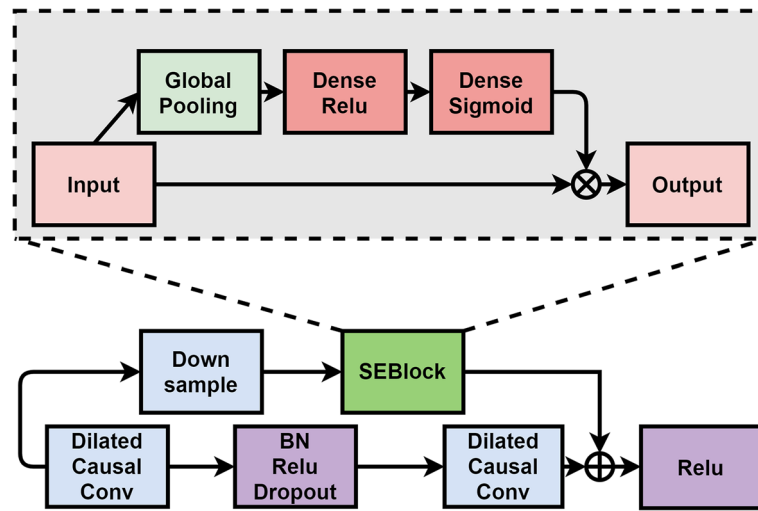 Global
Pooling
Dense
Relu
Dense
Sigmoid
Input
Output
Down
sample
SEBlock
Dilated
Causal
Conv
BN
Relu
Dropout
Dilated
Causal
Conv
Relu